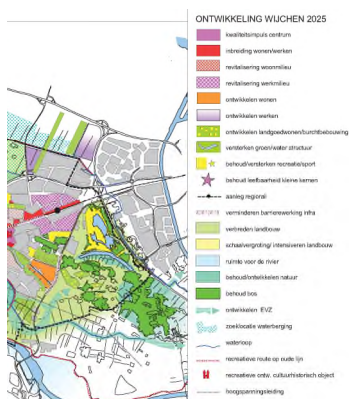 ONTWIKKELING WIJCHEN 2025
kwaliteitsimpuls centrum
inbreiding wonen/werken
revitalisering woonmilieu
revitalisering werkmilieu
ontwikkelen wonen
ontwikkelen werken
ontwikkelen landgoedwonen/burchtbebouwing
versterken groen/water structuur
behoud/versterken recreatie/sport
behoud leefbaarheid kleine kernen
aanleg regiorail
verminderen barrierewerking infra
verbreden landbouw
schaalvergroting/ intensiveren landbouw
ruimte voor de rivier
behoud/ontwikkelen natuur
behoud bos
ontwikkelen EVZ
zoeklocatie waterberging
waterloop
recreatieve route op oude lijn
recreatieve ontw. cultuurhistorisch object
hoogspanningsleiding